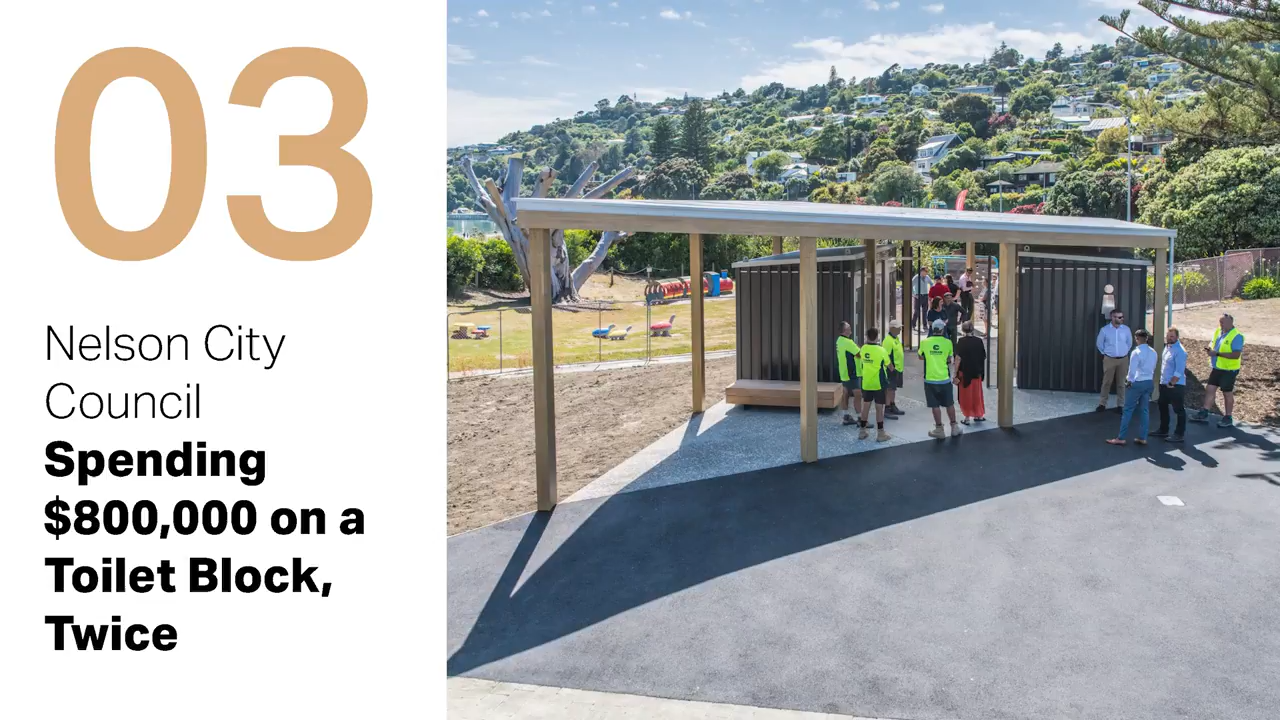 03
Nelson City
Council
Spending
$800,000 on a
Toilet Block,
Twice